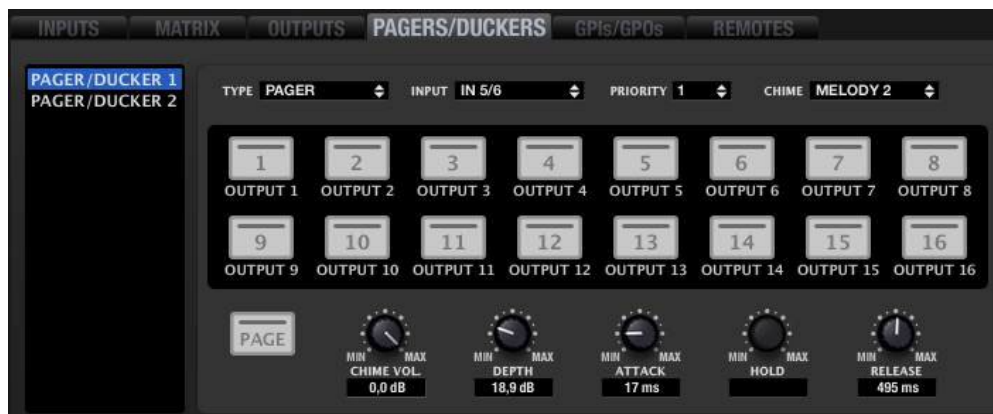 INPUTS MATRIX OUTPUTS PAGERS/DUCKERS GPIs/GPOs REMOTES
PAGER/DUCKER 1
PAGER/DUCKER 2
TYPE PAGER INPUT IN 5/6 PRIORITY 1 CHIME MELODY 2
1 2 3 4 5 6 7 8
OUTPUT 1 OUTPUT 2 OUTPUT 3 OUTPUT 4 OUTPUT 5 OUTPUT 6 OUTPUT 7 OUTPUT 8
9 10 11 12 13 14 15 16
OUTPUT 9 OUTPUT 10 OUTPUT 11 OUTPUT 12 OUTPUT 13 OUTPUT 14 OUTPUT 15 OUTPUT 16
PAGE
MIN MAX MIN MAX MIN MAX MIN MAX MIN MAX
CHIME VOL. DEPTH ATTACK HOLD RELEASE
0,0 dB 18,9 dB 17 ms 495 ms